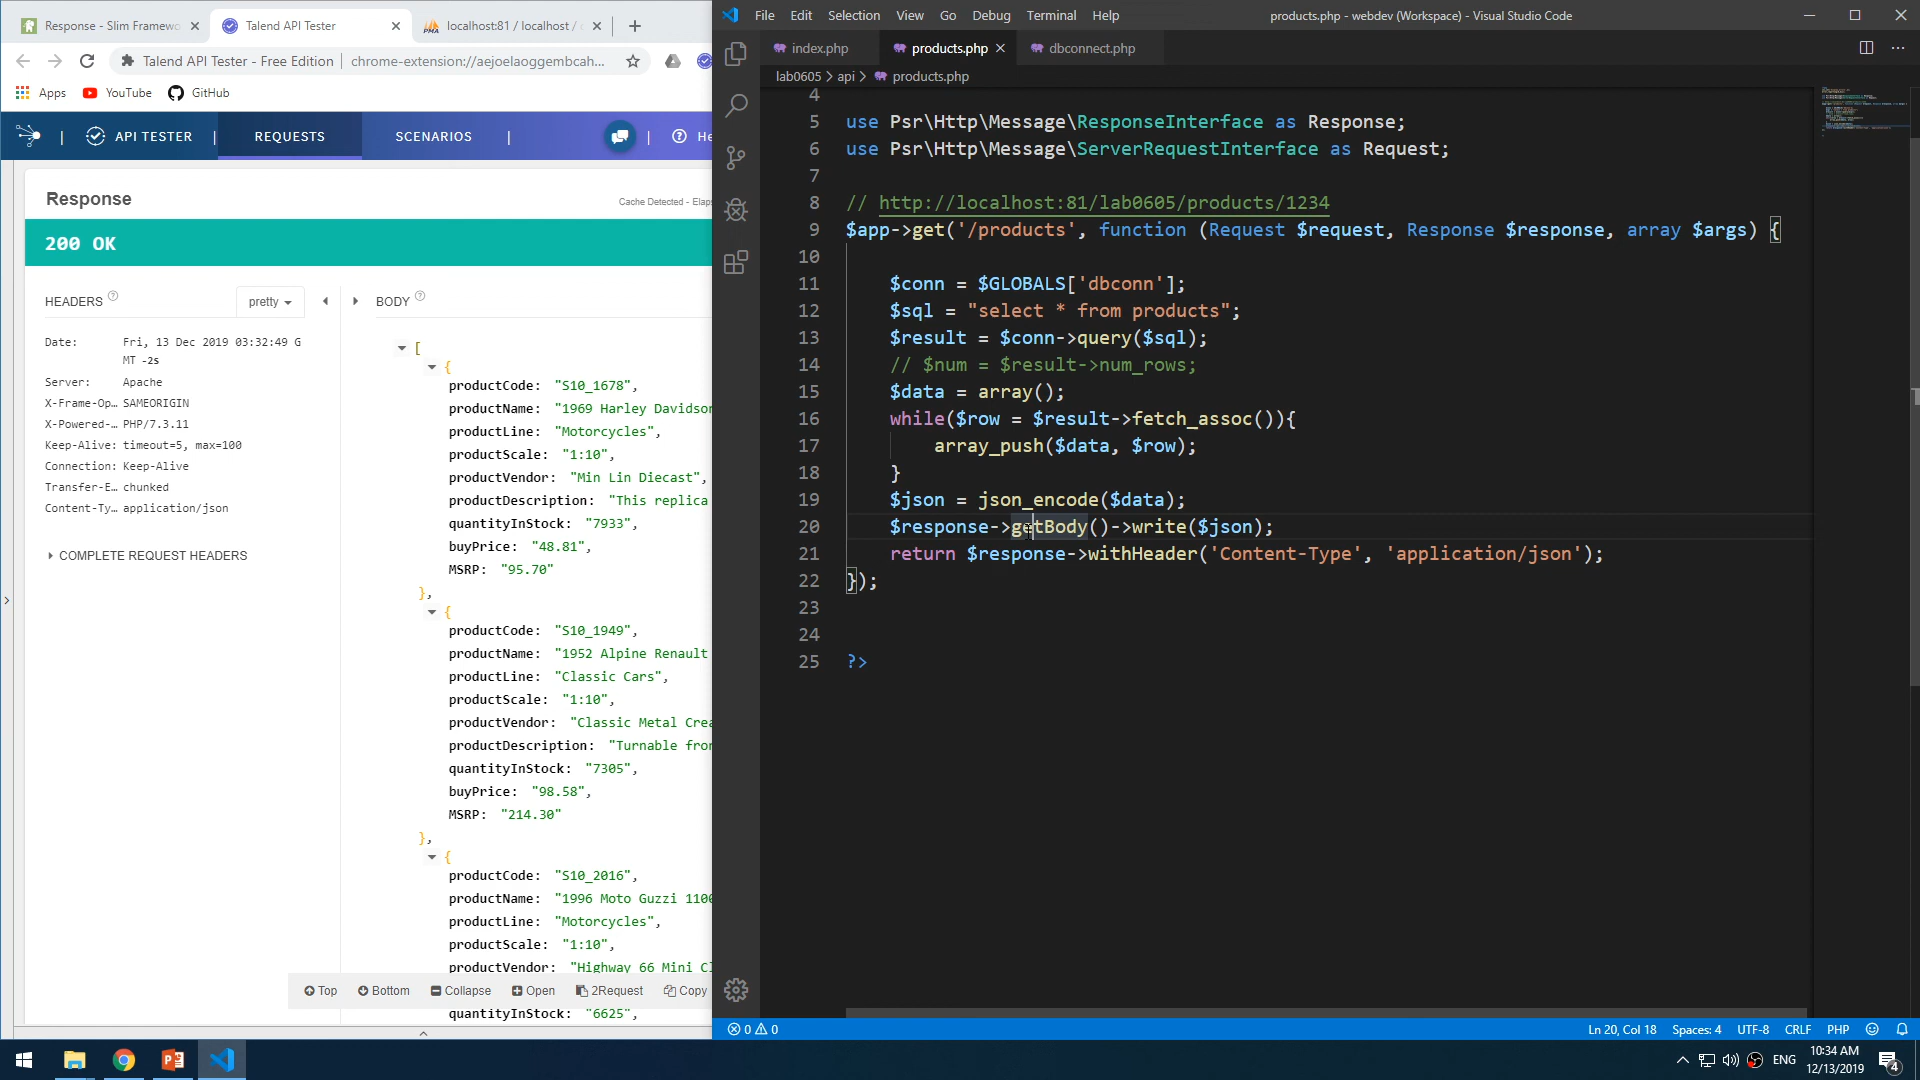 Response - Slim Framewo
Talend API Tester
localhost:81 / localhost / c
Talend API Tester - Free Edition
chrome-extension://aejoelaoggembcah...
Apps
YouTube
GitHub
API TESTER
REQUESTS
SCENARIOS
He
Response
Cache Detected - Elaps
200 OK
HEADERS
pretty
BODY
Date: Fri, 13 Dec 2019 03:32:49 G
MT -2s
Server: Apache
X-Frame-Op… SAMEORIGIN
X-Powered-… PHP/7.3.11
Keep-Alive: timeout=5, max=100
Connection: Keep-Alive
Transfer-E… chunked
Content-Ty… application/json
COMPLETE REQUEST HEADERS
[
{
productCode: "S10_1678",
productName: "1969 Harley Davidson
productLine: "Motorcycles",
productScale: "1:10",
productVendor: "Min Lin Diecast",
productDescription: "This replica
quantityInStock: "7933",
buyPrice: "48.81",
MSRP: "95.70"
},
{
productCode: "S10_1949",
productName: "1952 Alpine Renault
productLine: "Classic Cars",
productScale: "1:10",
productVendor: "Classic Metal Crea
productDescription: "Turnable fron
quantityInStock: "7305",
buyPrice: "98.58",
MSRP: "214.30"
},
{
productCode: "S10_2016",
productName: "1996 Moto Guzzi 1100
productLine: "Motorcycles",
productScale: "1:10",
productVendor: "Highway 66 Mini Cl
Top
Bottom
Collapse
Open
2Request
Copy
quantityInStock: "6625",
File Edit Selection View Go Debug Terminal Help
products.php - webdev (Workspace) - Visual Studio Code
index.php
products.php
dbconnect.php
lab0605 > api > products.php
4
5 use Psr\Http\Message\ResponseInterface as Response;
6 use Psr\Http\Message\ServerRequestInterface as Request;
7
8 // http://localhost:81/lab0605/products/1234
9 $app->get('/products', function (Request $request, Response $response, array $args) {
10
11 $conn = $GLOBALS['dbconn'];
12 $sql = "select * from products";
13 $result = $conn->query($sql);
14 // $num = $result->num_rows;
15 $data = array();
16 while($row = $result->fetch_assoc()){
17 array_push($data, $row);
18 }
19 $json = json_encode($data);
20 $response->getBody()->write($json);
21 return $response->withHeader('Content-Type', 'application/json');
22 });
23
24
25 ?>
0 0
Ln 20, Col 18
Spaces: 4
UTF-8
CRLF
PHP
ENG
10:34 AM
12/13/2019
4